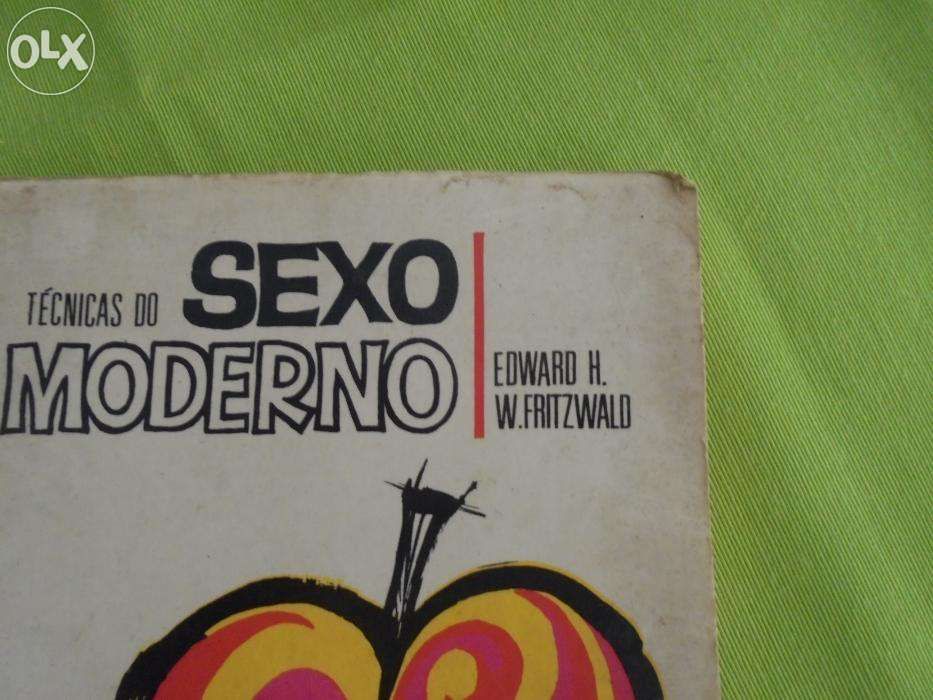 OLX
TÉCNICAS DO SEXO
MODERNO
EDWARD H.
W.FRITZWALD